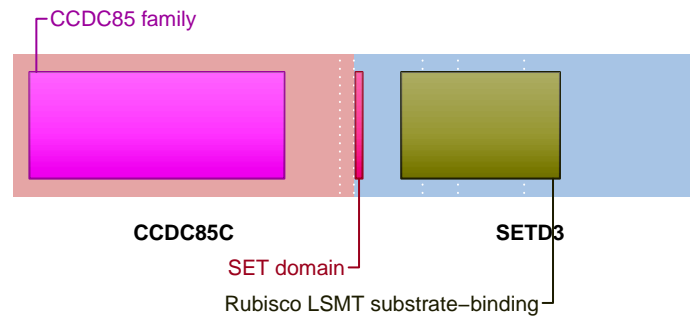 CCDC85 family
CCDC85C
SETD3
SET domain
Rubisco LSMT substrate−binding